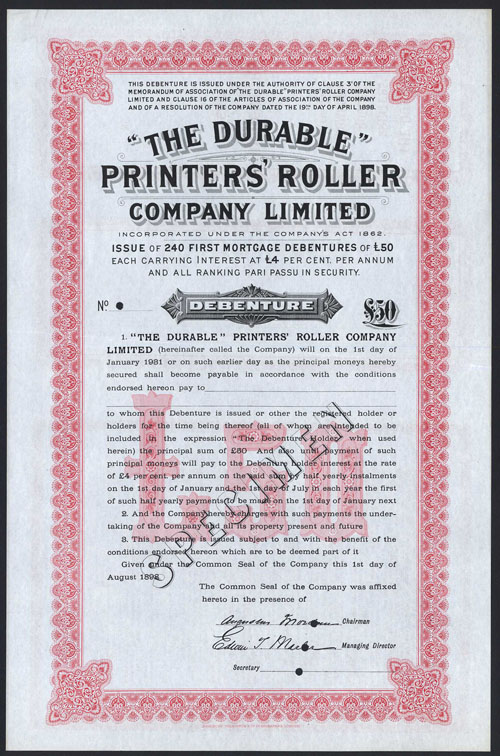 THIS DEBENTURE IS ISSUED UNDER THE AUTHORITY OF CLAUSE 3 OF THE
MEMORANDUM OF ASSOCIATION OF "THE DURABLE" PRINTERS' ROLLER COMPANY
LIMITED AND CLAUSE 16 OF THE ARTICLES OF ASSOCIATION OF THE COMPANY
AND OF A RESOLUTION OF THE COMPANY DATED THE 19TH DAY OF APRIL 1898.
"THE DURABLE"
PRINTERS' ROLLER
COMPANY LIMITED
INCORPORATED UNDER THE COMPANYS ACT 1862.
ISSUE OF 240 FIRST MORTGAGE DEBENTURES OF £50
EACH CARRYING INTEREST AT £4 PER CENT. PER ANNUM
AND ALL RANKING PARI PASSU IN SECURITY.
No.
DEBENTURE
£50
1. "THE DURABLE" PRINTERS' ROLLER COMPANY
LIMITED (hereinafter called the Company) will on the 1st day of
January 1931 or on such earlier day as the principal moneys hereby
secured shall become payable in accordance with the conditions
endorsed hereon pay to
to whom this Debenture is issued or other the registered holder or
holders for the time being thereof (all of whom are intended to be
included in the expression "The Debenture Holder" when used
herein) the principal sum of £50 And also until payment of such
principal moneys will pay to the Debenture Holder interest at the rate
of £4 per cent per annum on the same by equal half yearly instalments
on the 1st day of January and the 1st day of July in each year the first
of such half yearly payments to be made on the 1st of January next
2. And the Company hereby charges with such payments the under-
taking of the Company and all its property present and future
3. This Debenture is issued subject to and with the benefit of the
conditions endorsed hereon which are to be deemed part of it
Given under the Common Seal of the Company this 1st day of
August 1898
SPECIMEN
The Common Seal of the Company was affixed
hereto in the presence of
Chairman
Edwin T.
Managing Director
Secretary